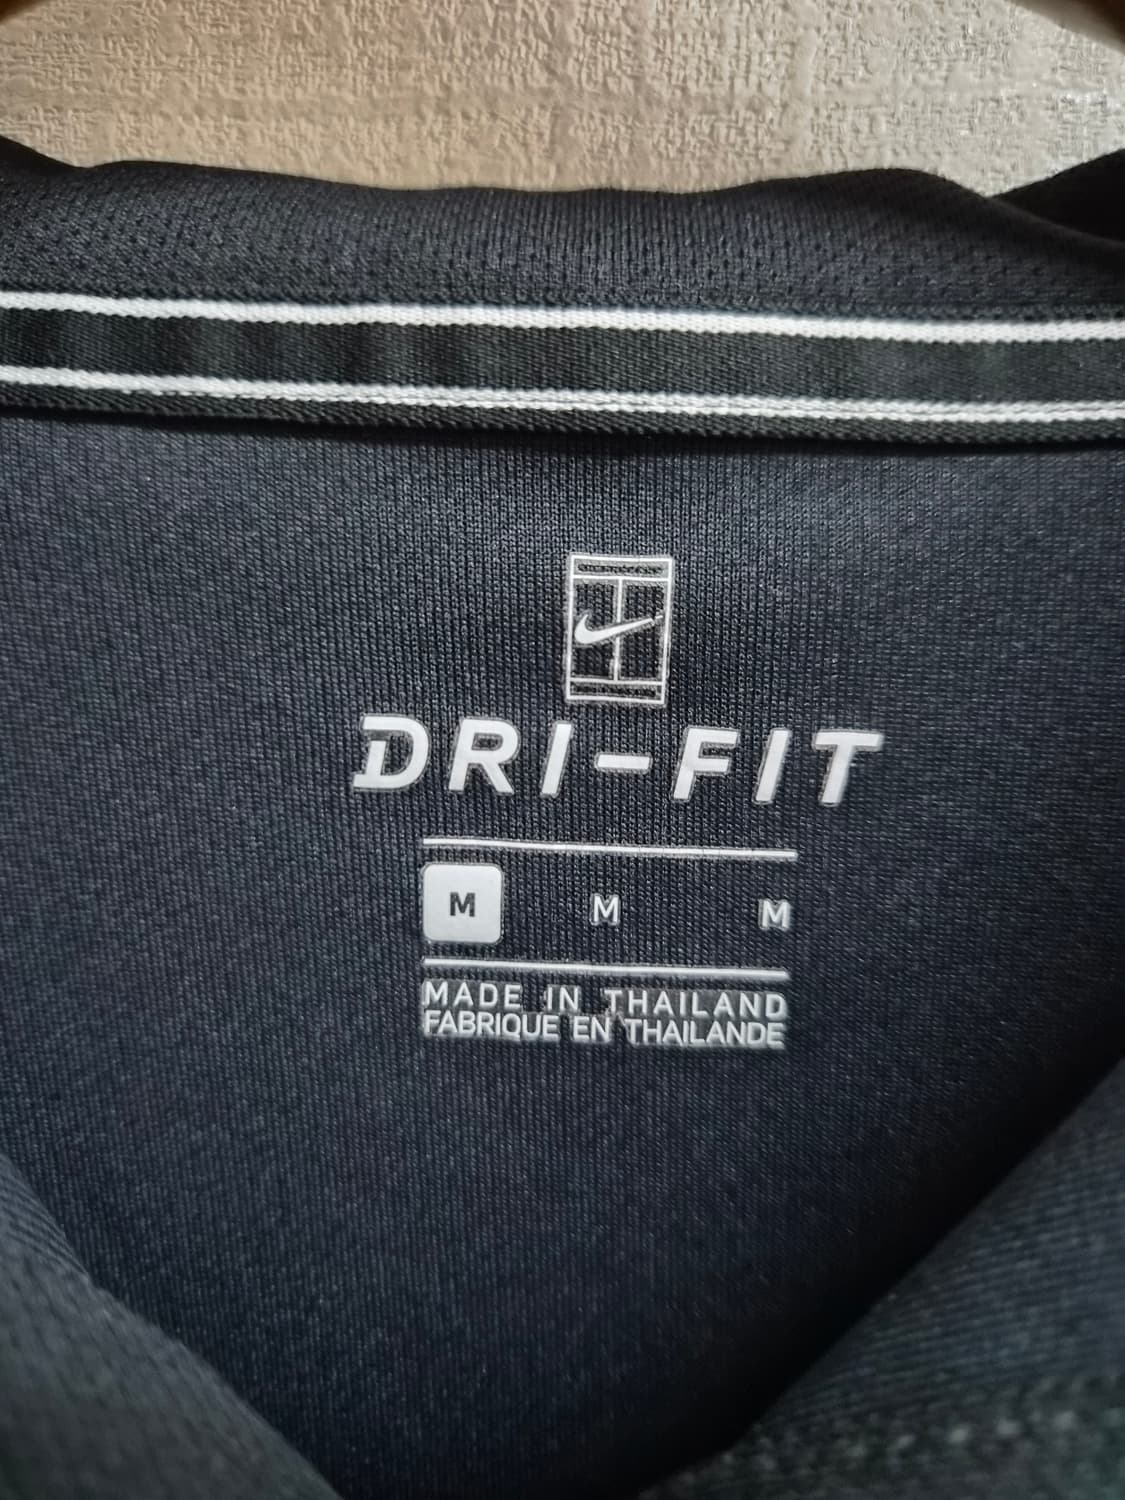 DRI-FIT
M M M
MADE IN THAILAND
FABRIQUE EN THAILANDE